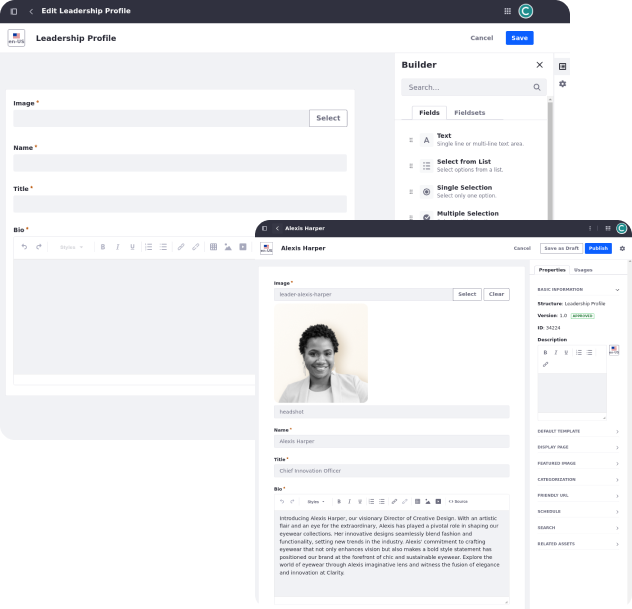 Edit Leadership Profile
C
en-US
Leadership Profile
Cancel
Save
Image *
Select
Name *
Title *
Bio *
Styles
B I U
Builder
Search...
Fields
Fieldsets
A
Text
Single line or multi-line text area.
Select from List
Select options from a list.
Single Selection
Select only one option.
Multiple Selection
Alexis Harper
C
en-US
Alexis Harper
Cancel
Save as Draft
Publish
Image *
leader-alexis-harper
Select
Clear
headshot
Name *
Alexis Harper
Title *
Chief Innovation Officer
Bio *
Styles
B I U
Source
Introducing Alexis Harper, our visionary Director of Creative Design. With an artistic
flair and an eye for the extraordinary, Alexis has played a pivotal role in shaping our
eyewear collections. Her innovative designs seamlessly blend fashion and
functionality, setting new trends in the industry. Alexis' commitment to crafting
eyewear that not only enhances vision but also makes a bold style statement has
positioned our brand at the forefront of chic and sustainable eyewear. Explore the
world of eyewear through Alexis imaginative lens and witness the fusion of elegance
and innovation at Clarity.
Properties
Usages
BASIC INFORMATION
Structure: Leadership Profile
Version: 1.0 APPROVED
ID: 34224
Description
B I U
en-US
DEFAULT TEMPLATE
DISPLAY PAGE
FEATURED IMAGE
CATEGORIZATION
FRIENDLY URL
SCHEDULE
SEARCH
RELATED ASSETS